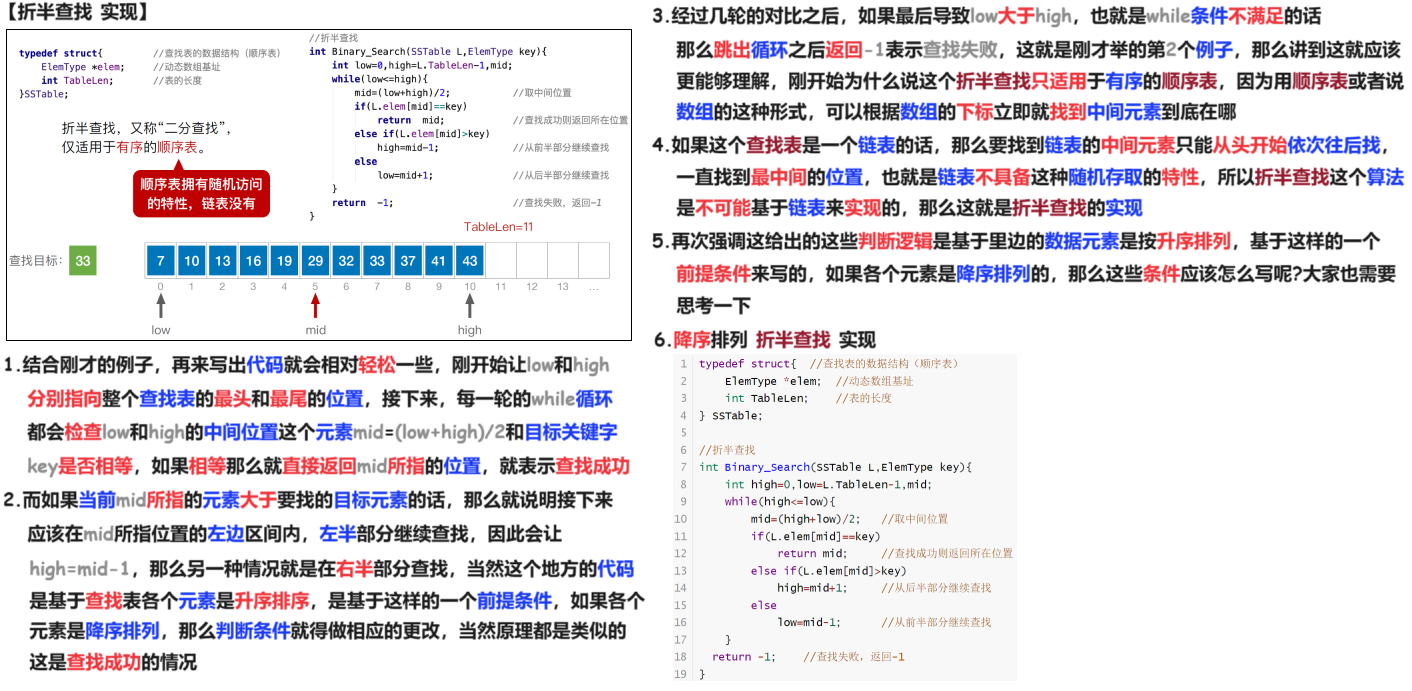 【折半查找 实现】
typedef struct{ //查找表的数据结构（顺序表）
ElemType *elem; //动态数组基址
int TableLen; //表的长度
}SSTable;
折半查找，又称“二分查找”，
仅适用于有序的顺序表。
顺序表拥有随机访问
的特性，链表没有
//折半查找
int Binary_Search(SSTable L,ElemType key){
int low=0,high=L.TableLen-1,mid;
while(low<=high){
mid=(low+high)/2; //取中间位置
if(L.elem[mid]==key)
return mid; //查找成功则返回所在位置
else if(L.elem[mid]>key)
high=mid-1; //从前半部分继续查找
else
low=mid+1; //从后半部分继续查找
}
return -1; //查找失败，返回-1
}
TableLen=11
查找目标： 33 7 10 13 16 19 29 32 33 37 41 43
0 1 2 3 4 5 6 7 8 9 10 11 12 13 ...
low mid high
1.结合刚才的例子，再来写出代码就会相对轻松一些，刚开始让low和high
分别指向整个查找表的最头和最尾的位置，接下来，每一轮的while循环
都会检查low和high的中间位置这个元素mid=(low+high)/2和目标关键字
key是否相等，如果相等那么就直接返回mid所指的位置，就表示查找成功
2.而如果当前mid所指的元素大于要找的目标元素的话，那么就说明接下来
应该在mid所指位置的左边区间内，左半部分继续查找，因此会让
high=mid-1，那么另一种情况就是在右半部分查找，当然这个地方的代码
是基于查找表各个元素是升序排序，是基于这样的一个前提条件，如果各个
元素是降序排列，那么判断条件就得做相应的更改，当然原理都是类似的
这是查找成功的情况
3.经过几轮的对比之后，如果最后导致low大于high，也就是while条件不满足的话
那么跳出循环之后返回-1表示查找失败，这就是刚才举的第2个例子，那么讲到这就应该
更能够理解，刚开始为什么说这个折半查找只适用于有序的顺序表，因为用顺序表或者说
数组的这种形式，可以根据数组的下标立即就找到中间元素到底在哪
4.如果这个查找表是一个链表的话，那么要找到链表的中间元素只能从头开始依次往后找，
一直找到最中间的位置，也就是链表不具备这种随机存取的特性，所以折半查找这个算法
是不可能基于链表来实现的，那么这就是折半查找的实现
5.再次强调这给出的这些判断逻辑是基于里边的数据元素是按升序排列，基于这样的一个
前提条件来写的，如果各个元素是降序排列的，那么这些条件应该怎么写呢?大家也需要
思考一下
6.降序排列 折半查找 实现
1 typedef struct{ //查找表的数据结构（顺序表）
2 ElemType *elem; //动态数组基址
3 int TableLen; //表的长度
4 } SSTable;
5
6 //折半查找
7 int Binary_Search(SSTable L,ElemType key){
8 int high=0,low=L.TableLen-1,mid;
9 while(high<=low){
10 mid=(high+low)/2; //取中间位置
11 if(L.elem[mid]==key)
12 return mid; //查找成功则返回所在位置
13 else if(L.elem[mid]>key)
14 high=mid+1; //从后半部分继续查找
15 else
16 low=mid-1; //从前半部分继续查找
17 }
18 return -1; //查找失败，返回-1
19 }